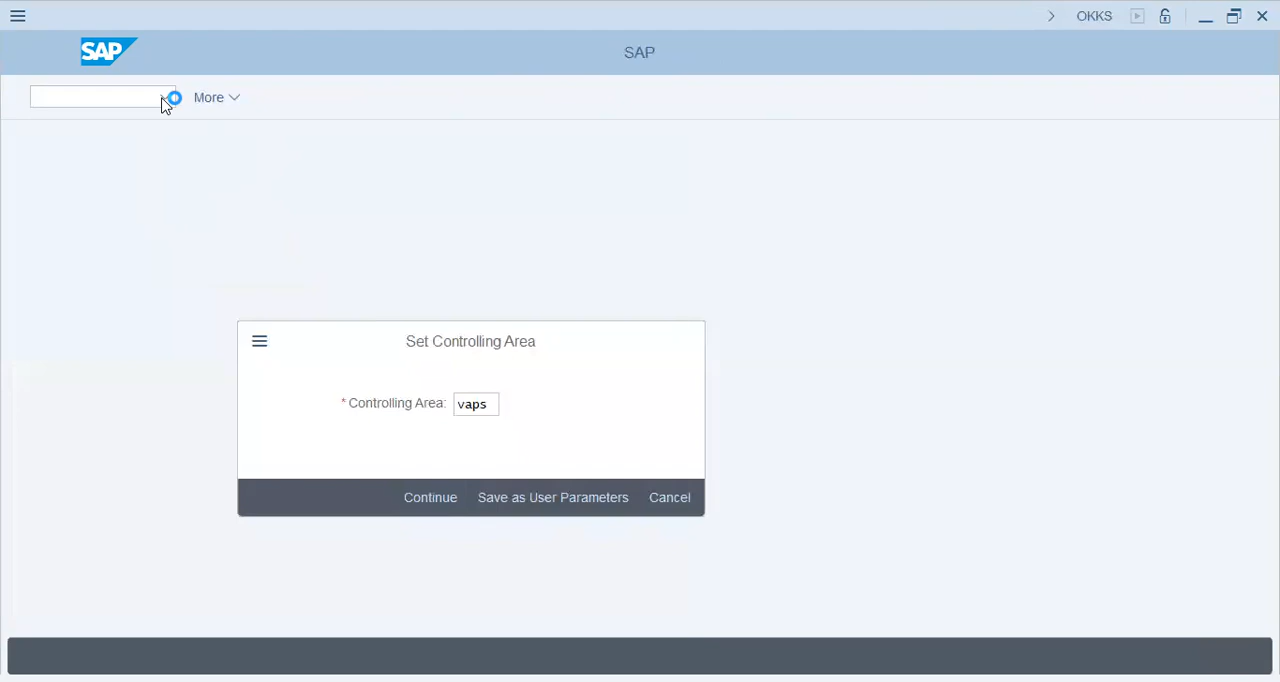 OKKS
SAP
SAP
More
Set Controlling Area
* Controlling Area: vaps
Continue Save as User Parameters Cancel